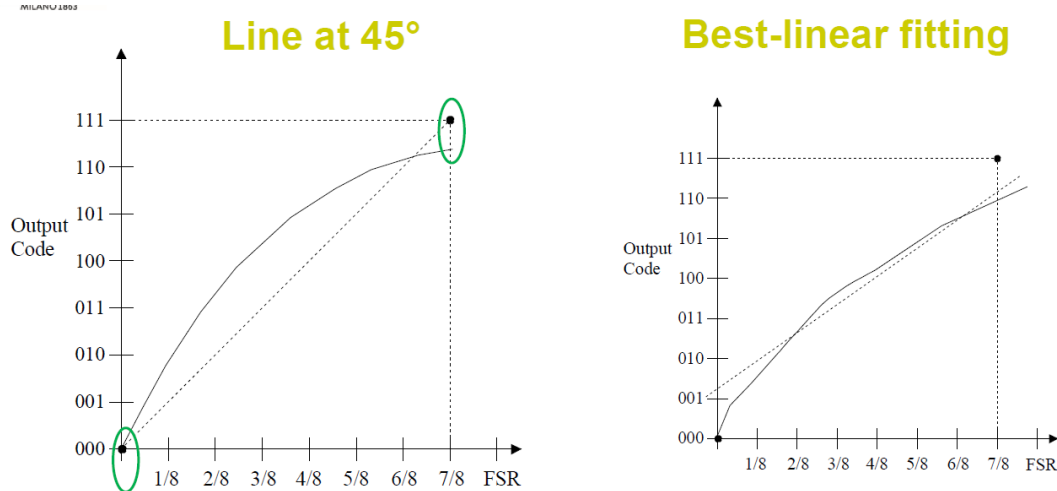 MILANO 1863
Line at 45°
111
110
101
Output
Code
100
011
010
001
000
1/8 2/8 3/8 4/8 5/8 6/8 7/8 FSR
Best-linear fitting
111
110
101
Output
Code
100
011
010
001
000
1/8 2/8 3/8 4/8 5/8 6/8 7/8 FSR